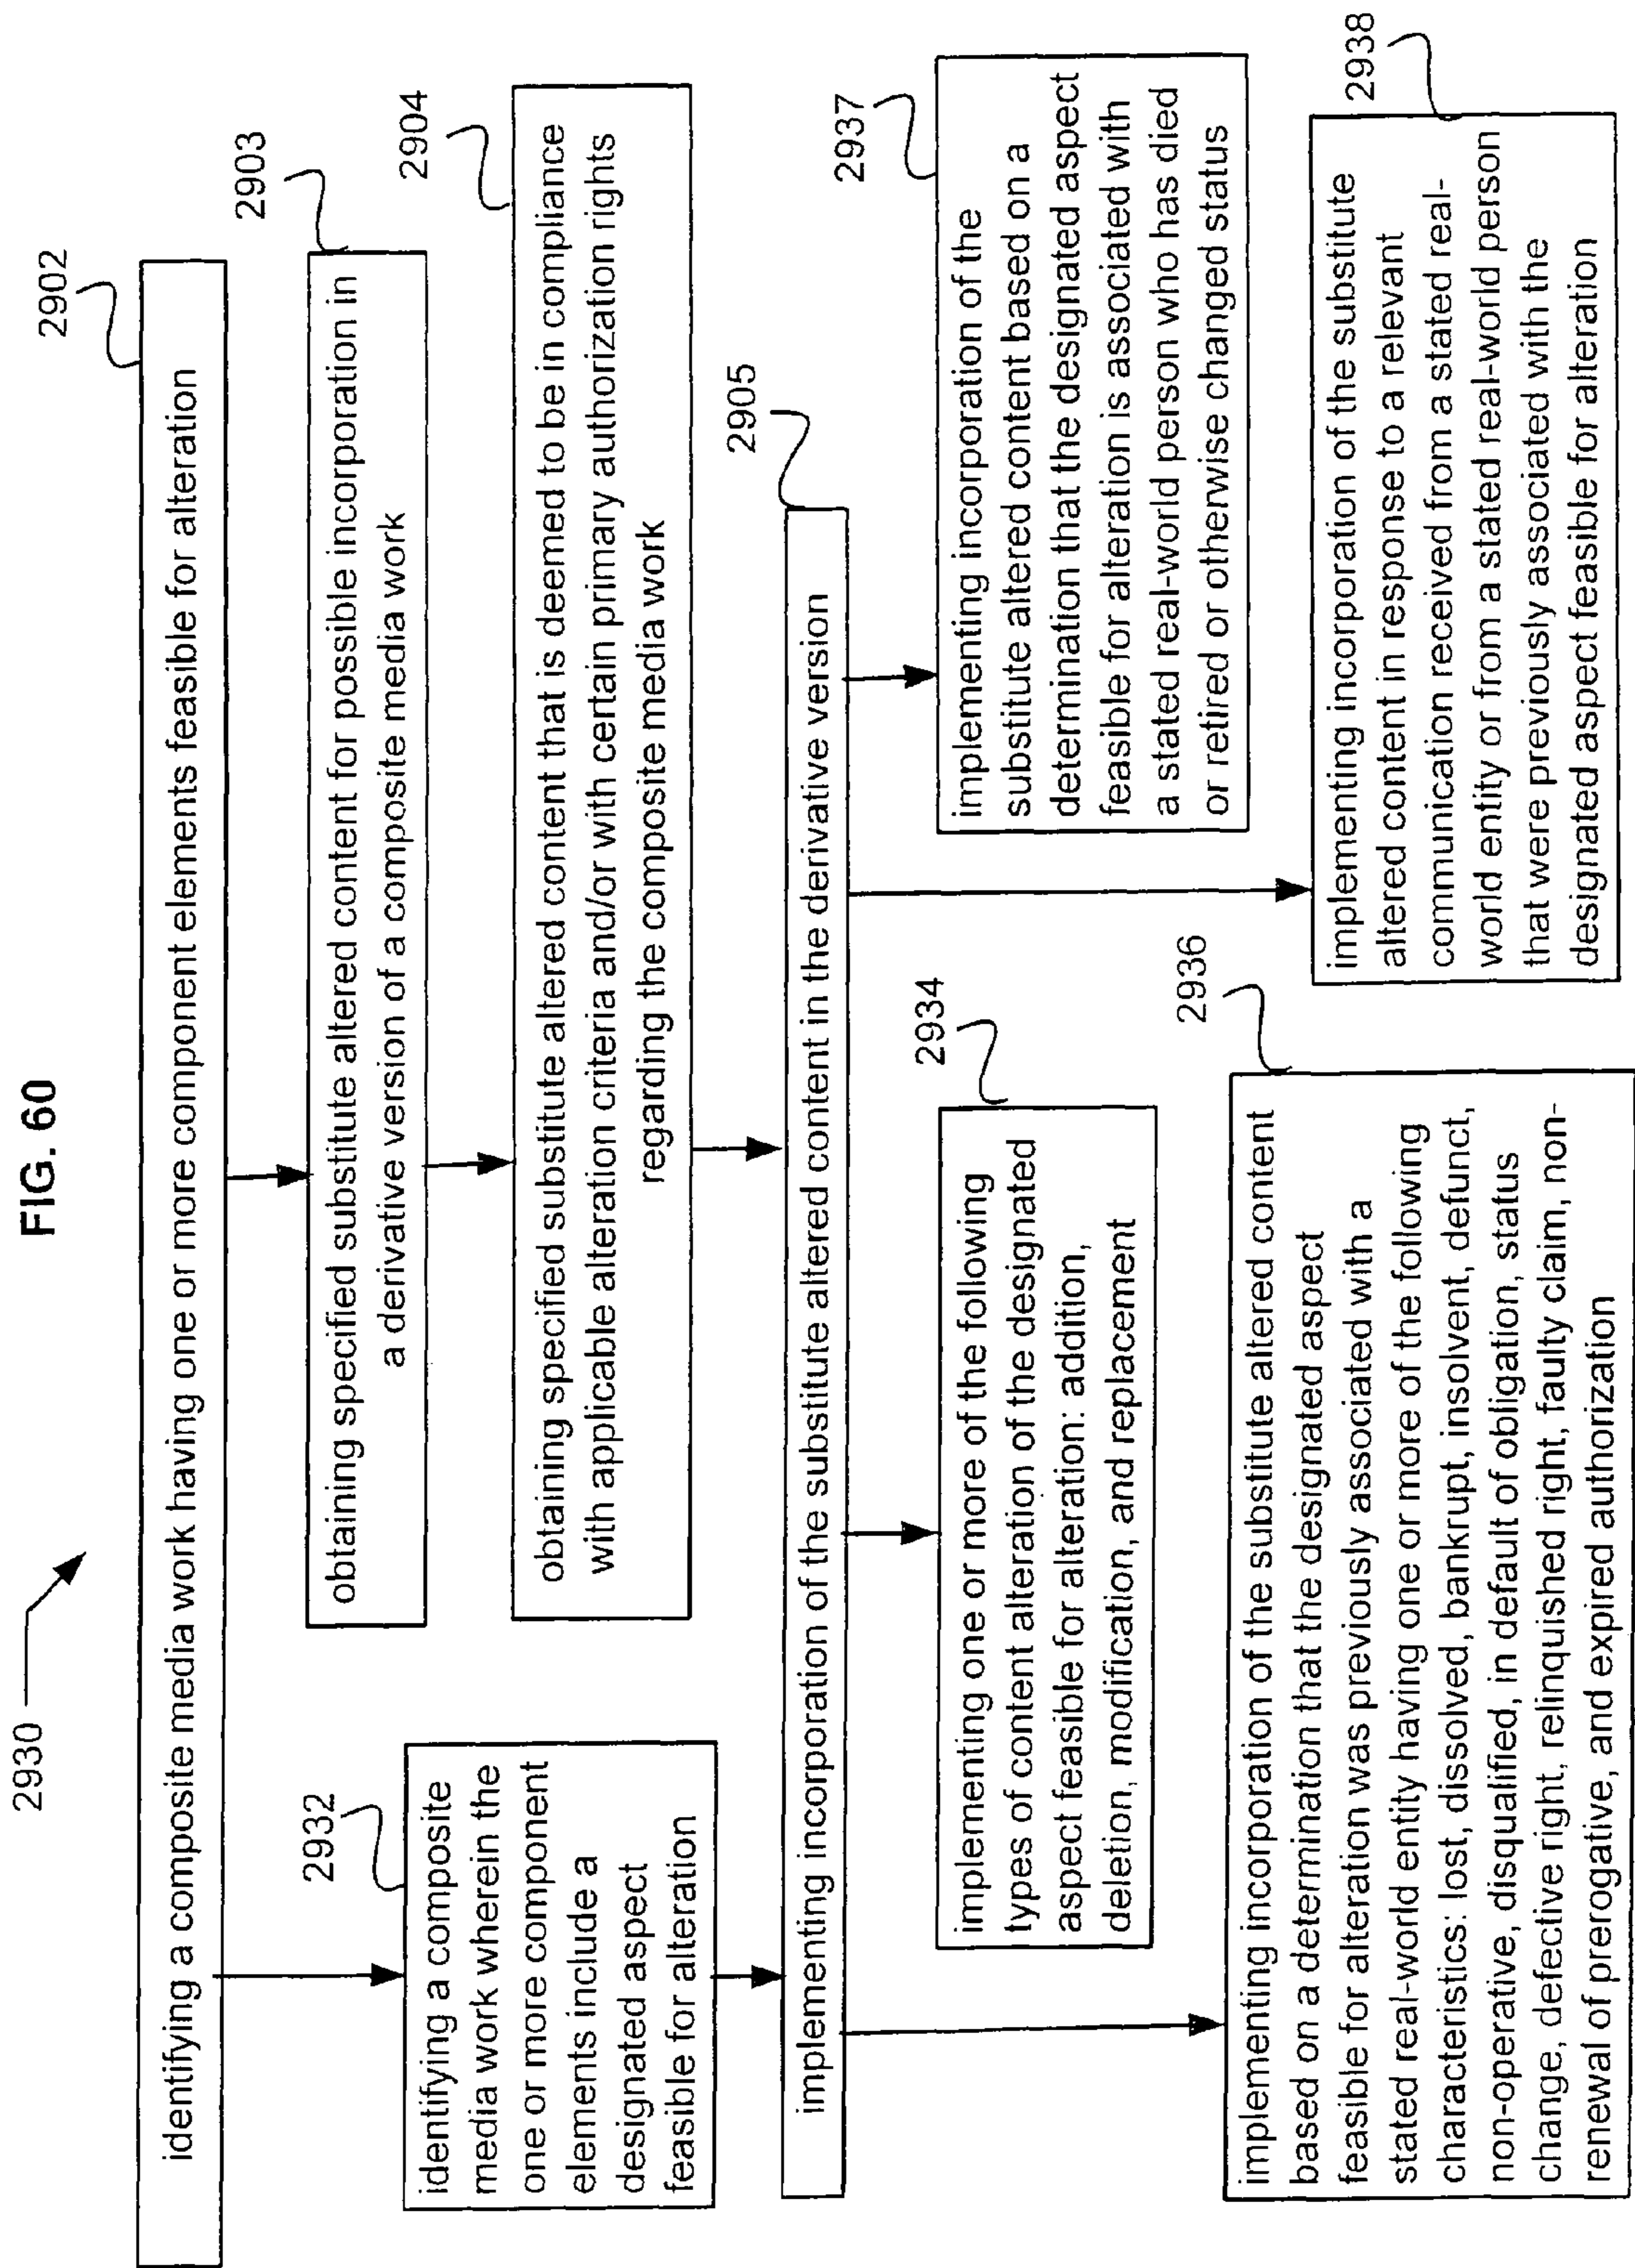 FIG. 60
2930
2902
identifying a composite media work having one or more component elements feasible for alteration
2903
obtaining specified substitute altered content for possible incorporation in
a derivative version of a composite media work
2904
obtaining specified substitute altered content that is deemed to be in compliance
with applicable alteration criteria and/or with certain primary authorization rights
regarding the composite media work
2932
identifying a composite
media work wherein the
one or more component
elements include a
designated aspect
feasible for alteration
2905
implementing incorporation of the substitute altered content in the derivative version
2934
implementing one or more of the following
types of content alteration of the designated
aspect feasible for alteration: addition,
deletion, modification, and replacement
2937
implementing incorporation of the
substitute altered content based on a
determination that the designated aspect
feasible for alteration is associated with
a stated real-world person who has died
or retired or otherwise changed status
2936
implementing incorporation of the substitute altered content
based on a determination that the designated aspect
feasible for alteration was previously associated with a
stated real-world entity having one or more of the following
characteristics: lost, dissolved, bankrupt, insolvent, defunct,
non-operative, disqualified, in default of obligation, status
change, defective right, relinquished right, faulty claim, non-
renewal of prerogative, and expired authorization
2938
implementing incorporation of the substitute
altered content in response to a relevant
communication received from a stated real-
world entity or from a stated real-world person
that were previously associated with the
designated aspect feasible for alteration